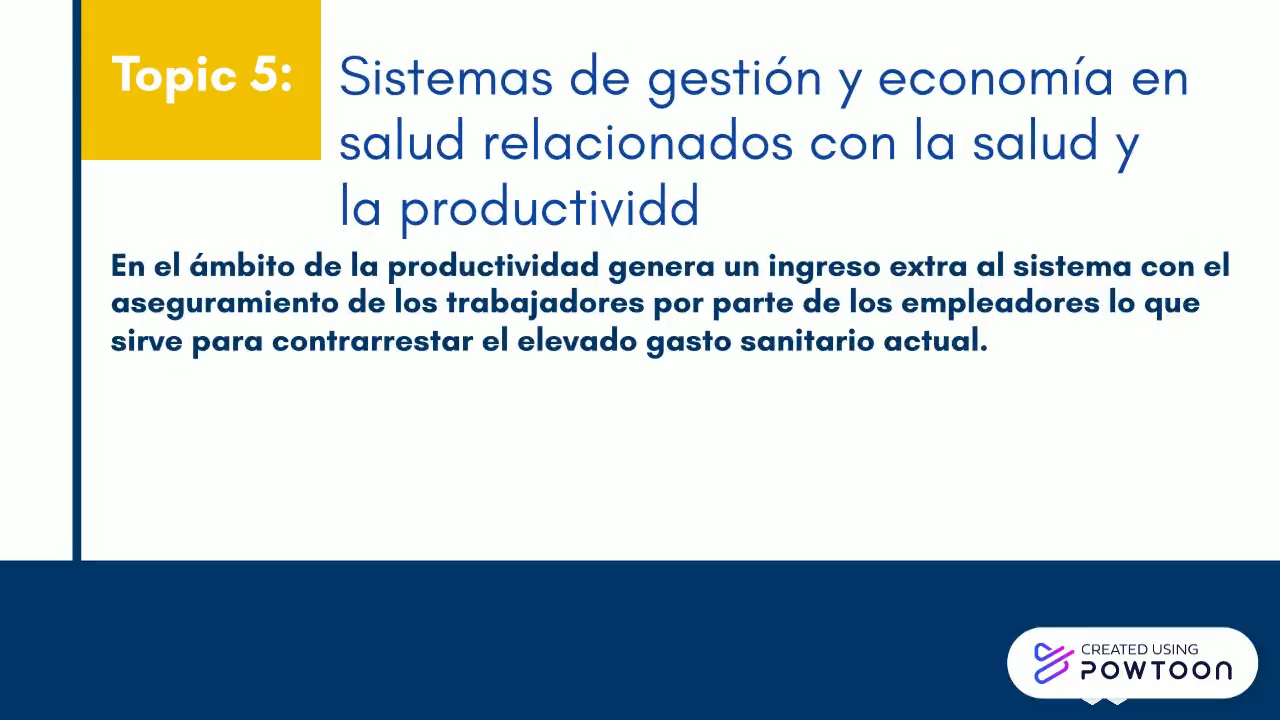 Topic 5:
Sistemas de gestión y economía en
salud relacionados con la salud y
la productividd
En el ámbito de la productividad genera un ingreso extra al sistema con el
aseguramiento de los trabajadores por parte de los empleadores lo que
sirve para contrarrestar el elevado gasto sanitario actual.
CREATED USING
POWTOON